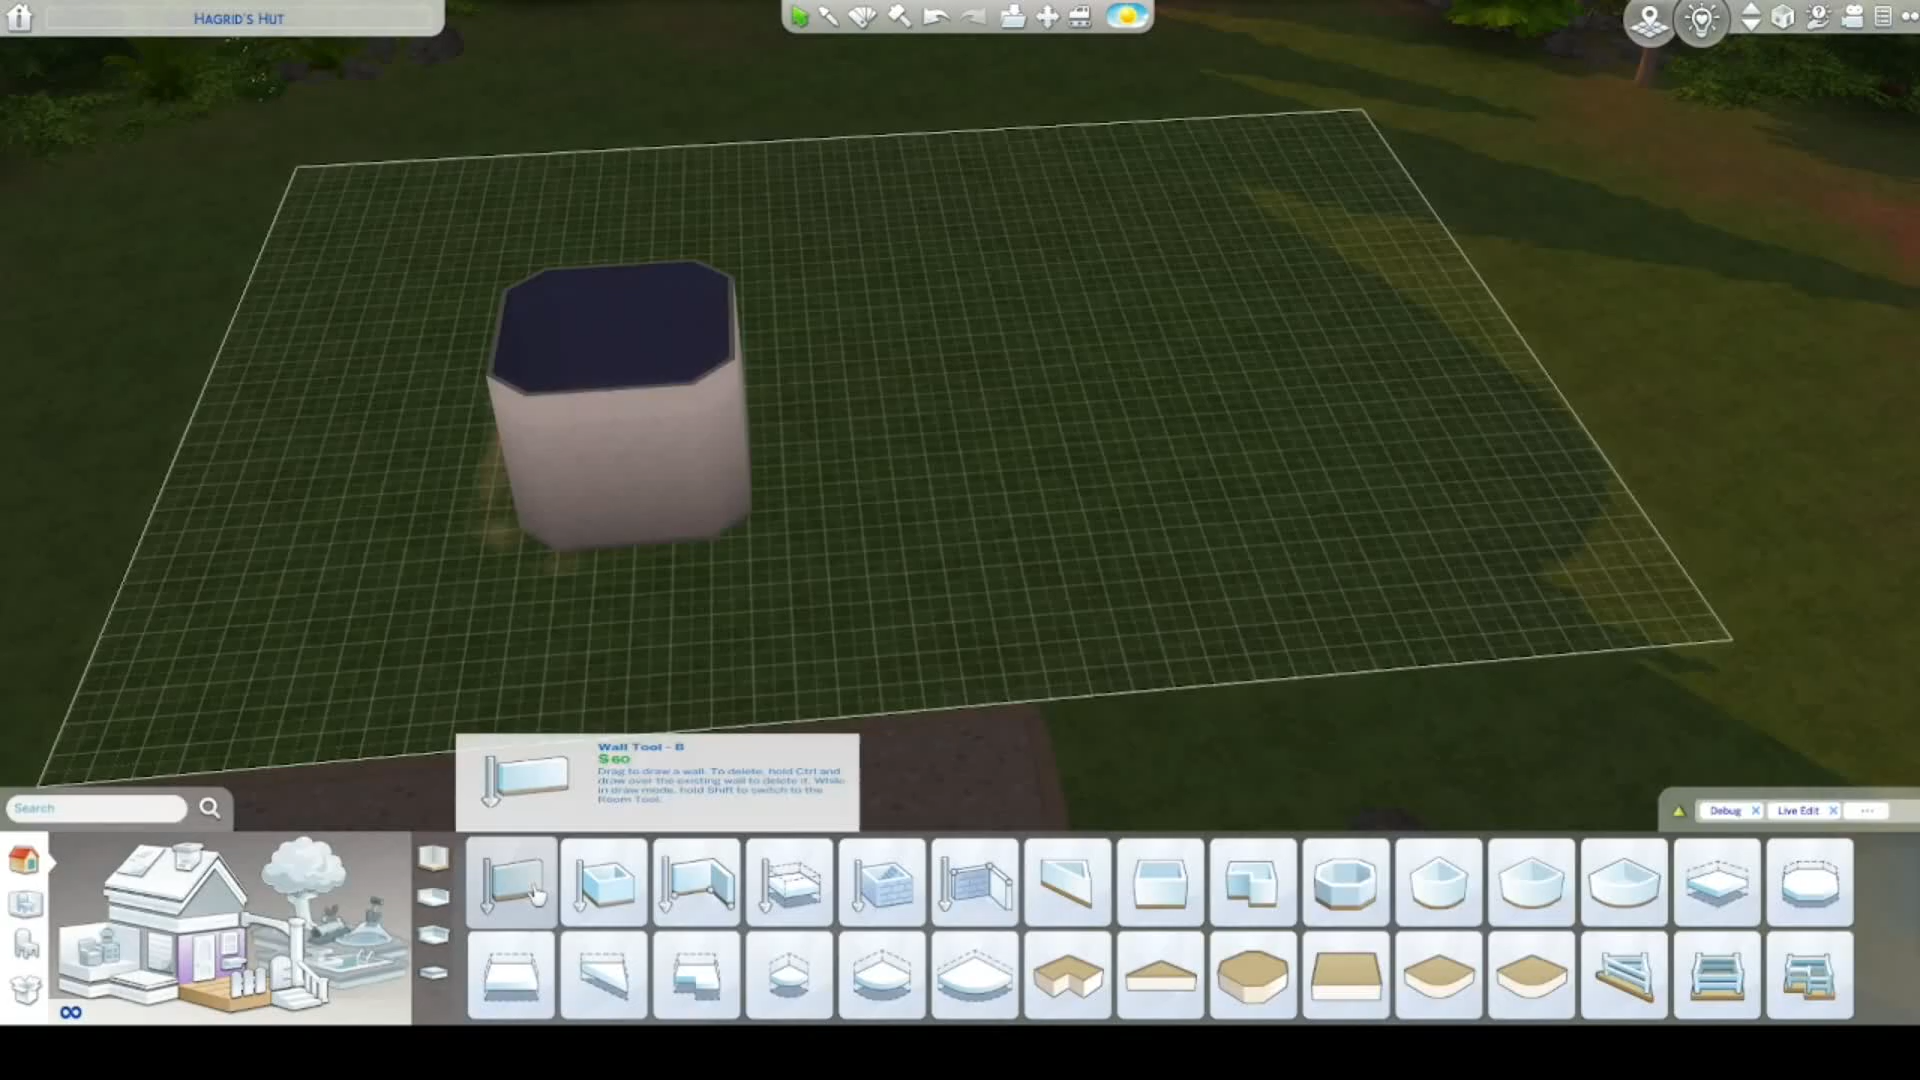 HAGRID'S HUT
Wall Tool - B
§60
Drag to draw a wall. To delete, hold Ctrl and
draw over the existing wall to delete it. While
in draw mode, hold Shift to switch to the
Room Tool.
Search
Debug
Live Edit